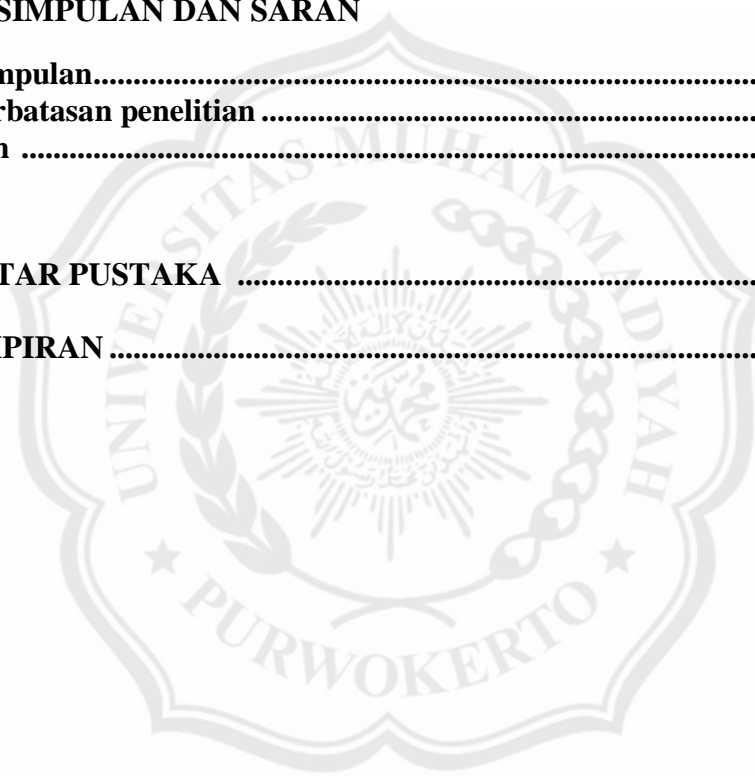 SIMPULAN DAN SARAN
mpulan..........................................................................................
rbatasan penelitian ..............................................................
n ..............................................................................................
TAR PUSTAKA ..................................................................
PIRAN ..................................................................................
UNIVERSITAS MUHAMMADIYAH
PURWOKERTO